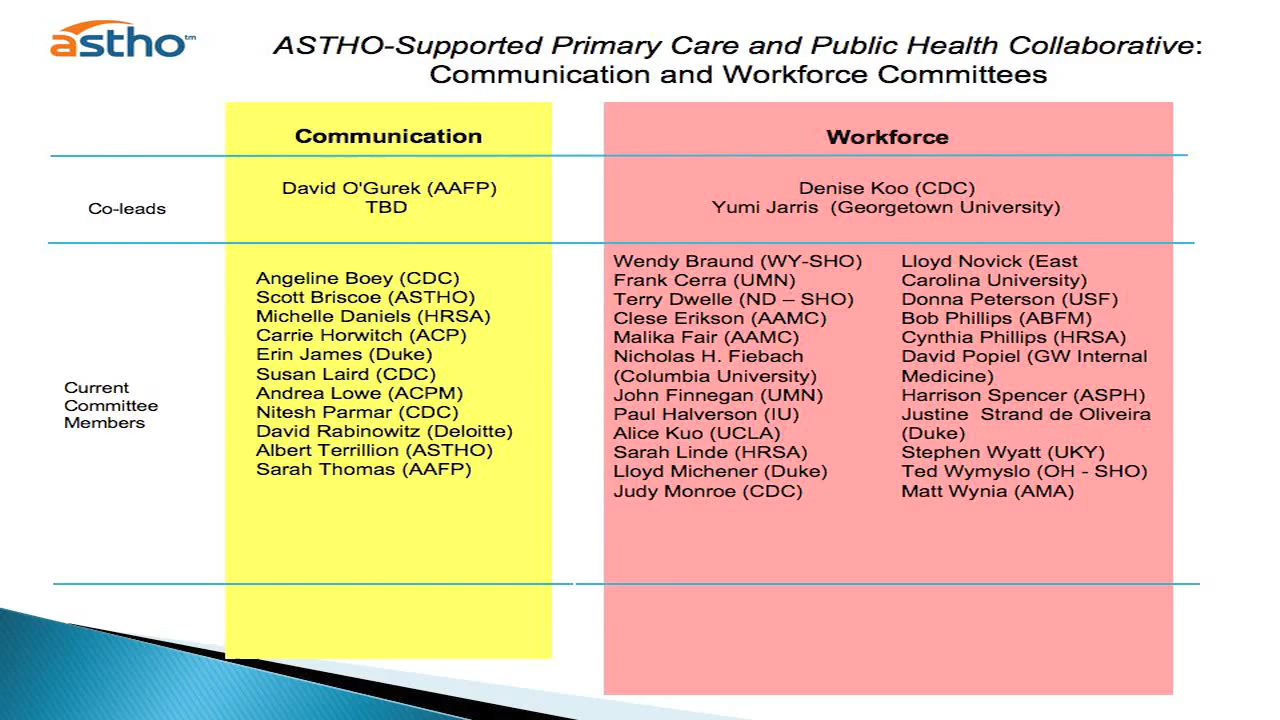 astho™
ASTHO-Supported Primary Care and Public Health Collaborative:
Communication and Workforce Committees
Communication
Workforce
Co-leads
David O'Gurek (AAFP)
TBD
Denise Koo (CDC)
Yumi Jarris (Georgetown University)
Current
Committee
Members
Angeline Boey (CDC)
Scott Briscoe (ASTHO)
Michelle Daniels (HRSA)
Carrie Horwitch (ACP)
Erin James (Duke)
Susan Laird (CDC)
Andrea Lowe (ACPM)
Nitesh Parmar (CDC)
David Rabinowitz (Deloitte)
Albert Terrillion (ASTHO)
Sarah Thomas (AAFP)
Wendy Braund (WY-SHO)
Frank Cerra (UMN)
Terry Dwelle (ND – SHO)
Clese Erikson (AAMC)
Malika Fair (AAMC)
Nicholas H. Fiebach
(Columbia University)
John Finnegan (UMN)
Paul Halverson (IU)
Alice Kuo (UCLA)
Sarah Linde (HRSA)
Lloyd Michener (Duke)
Judy Monroe (CDC)
Lloyd Novick (East
Carolina University)
Donna Peterson (USF)
Bob Phillips (ABFM)
Cynthia Phillips (HRSA)
David Popiel (GW Internal
Medicine)
Harrison Spencer (ASPH)
Justine  Strand de Oliveira
(Duke)
Stephen Wyatt (UKY)
Ted Wymyslo (OH - SHO)
Matt Wynia (AMA)